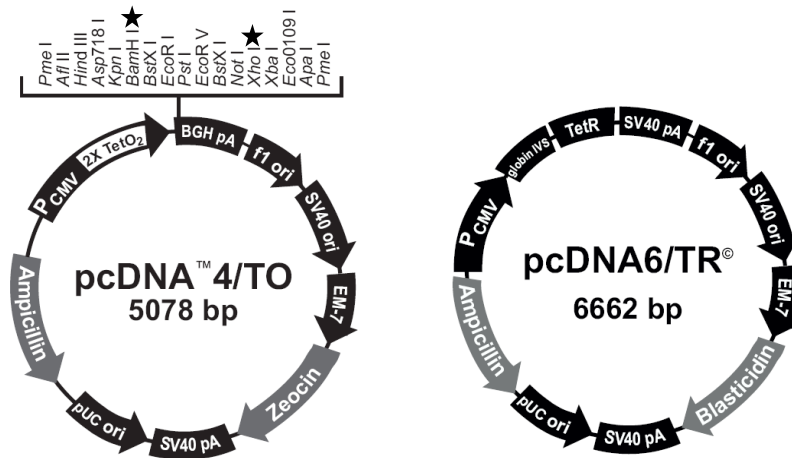 Pme I
Afl II
Hind III
Asp718 I
Kpn I
BamH I
BstX I
EcoR I
Pst I
EcoR V
BstX I
Not I
Xho I
Xba I
Eco0109 I
Apa I
Pme I
PCMV
2X TetO2
BGH pA
f1 ori
SV40 ori
EM-7
Zeocin
SV40 pA
pUC ori
Ampicillin
pcDNA™4/TO
5078 bp
PCMV
globin IVS
TetR
SV40 pA
f1 ori
SV40 ori
EM-7
Blasticidin
SV40 pA
pUC ori
Ampicillin
pcDNA6/TR©
6662 bp